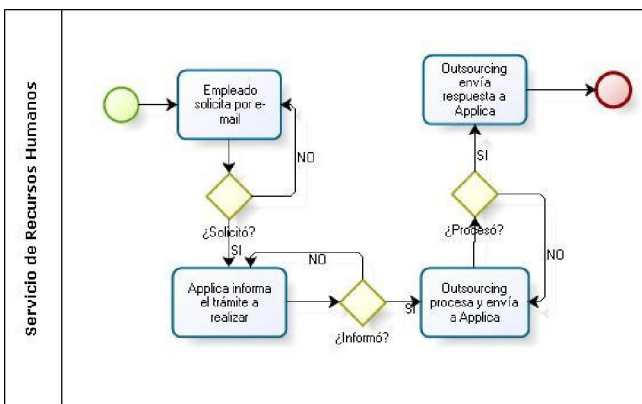 Servicio de Recursos Humanos
Empleado
solicita por e-
mail
NO
¿Solicitó?
SI
Applica informa
el trámite a
realizar
NO
¿Informó?
SI
Outsourcing
procesa y envía
a Applica
NO
¿Procesó?
SI
Outsourcing
envía
respuesta a
Applica